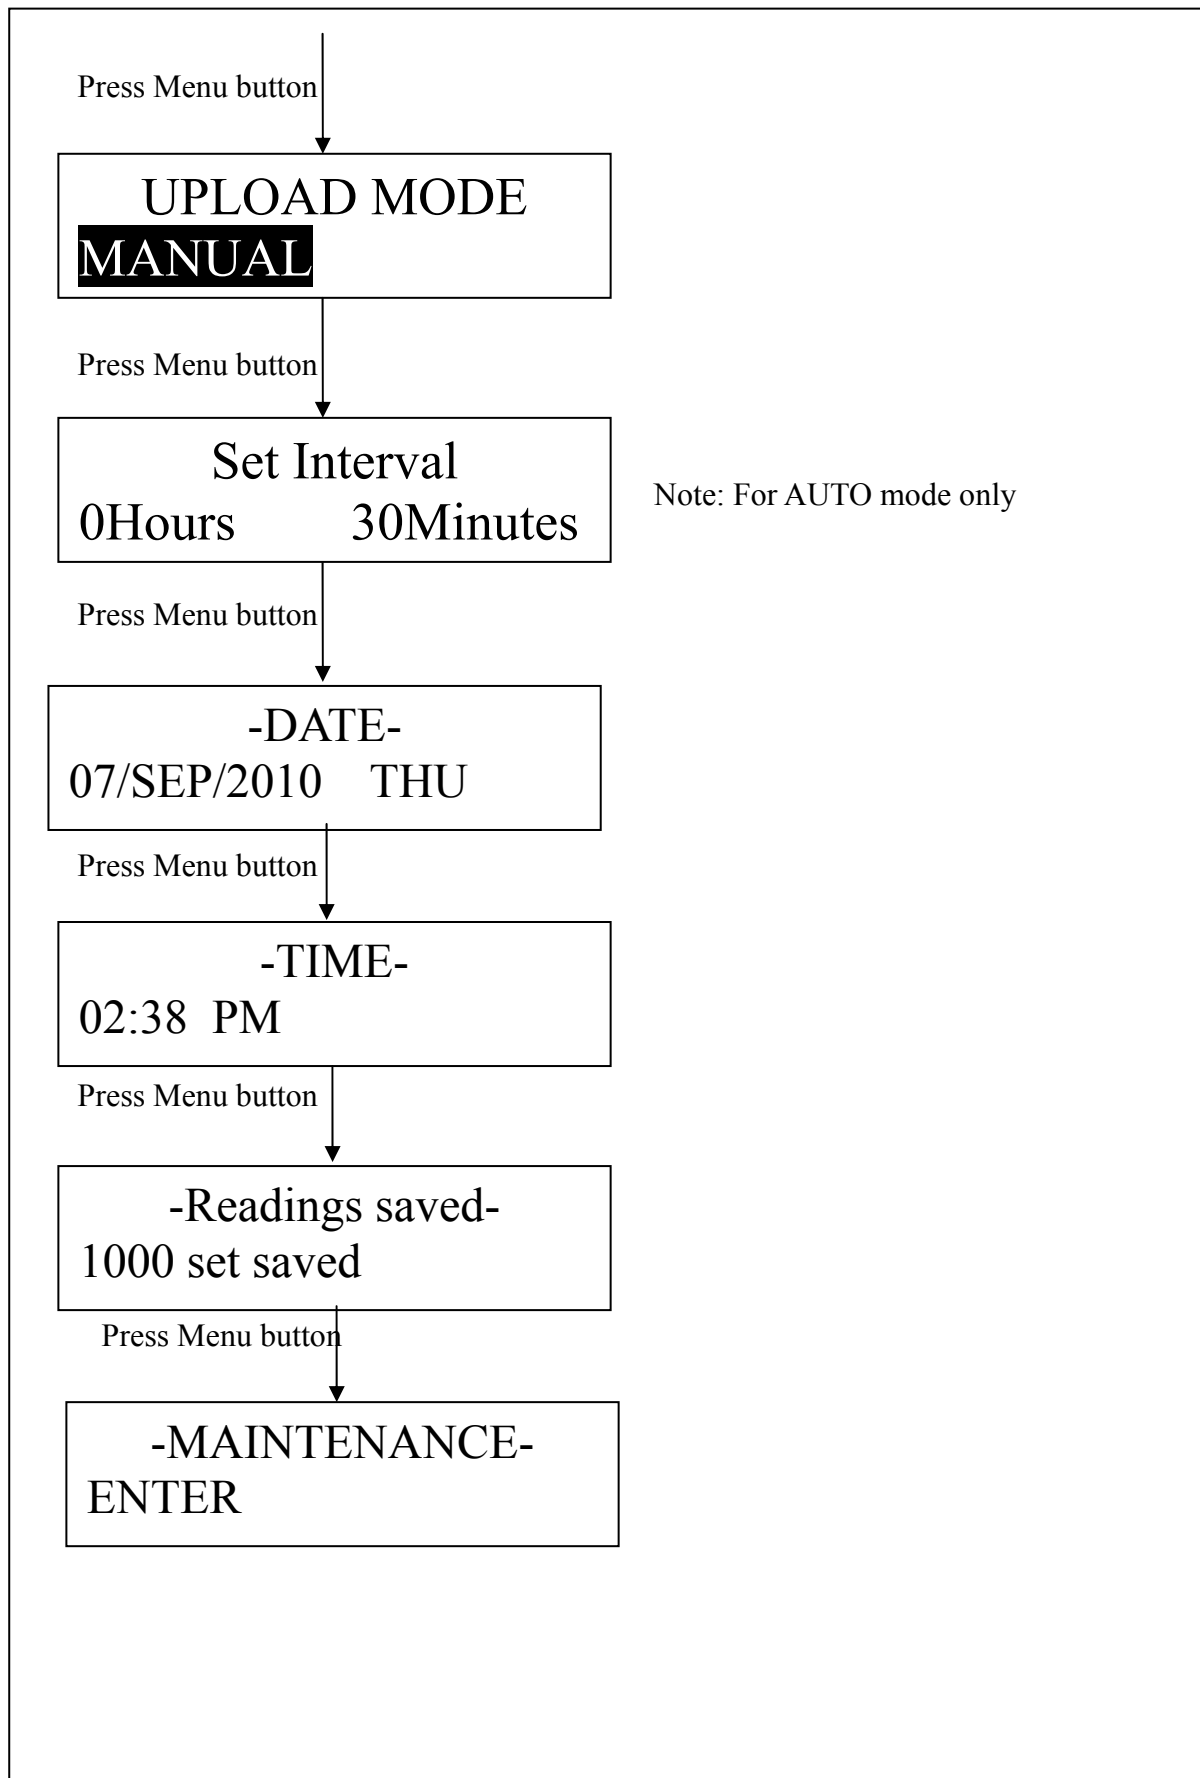 Press Menu button
UPLOAD MODE
MANUAL
Press Menu button
Set Interval
0Hours 30Minutes
Note: For AUTO mode only
Press Menu button
-DATE-
07/SEP/2010 THU
Press Menu button
-TIME-
02:38 PM
Press Menu button
-Readings saved-
1000 set saved
Press Menu button
-MAINTENANCE-
ENTER